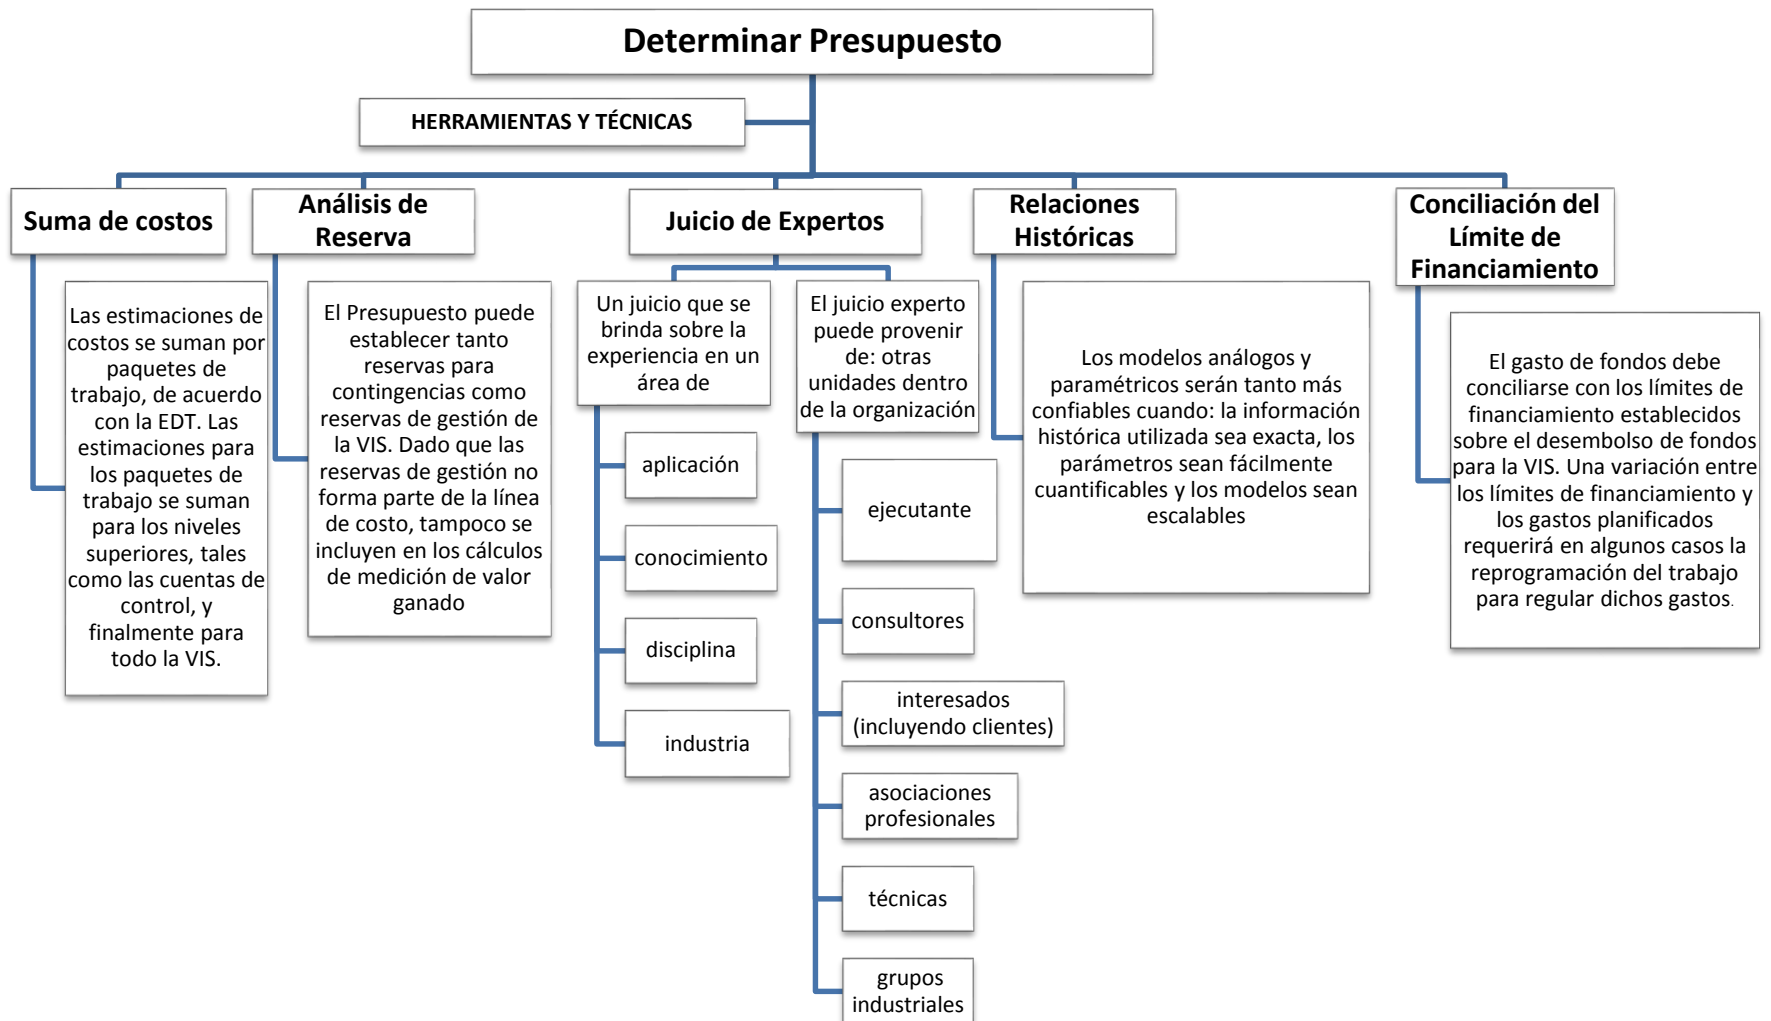 Determinar Presupuesto
HERRAMIENTAS Y TÉCNICAS
Suma de costos
Las estimaciones de
costos se suman por
paquetes de
trabajo, de acuerdo
con la EDT. Las
estimaciones para
los paquetes de
trabajo se suman
para los niveles
superiores, tales
como las cuentas de
control, y
finalmente para
todo la VIS.
Análisis de
Reserva
El Presupuesto puede
establecer tanto
reservas para
contingencias como
reservas de gestión de
la VIS. Dado que las
reservas de gestión no
forma parte de la línea
de costo, tampoco se
incluyen en los cálculos
de medición de valor
ganado
Juicio de Expertos
Un juicio que se
brinda sobre la
experiencia en un
área de
aplicación
conocimiento
disciplina
industria
El juicio experto
puede provenir
de: otras
unidades dentro
de la organización
ejecutante
consultores
interesados
(incluyendo clientes)
asociaciones
profesionales
técnicas
grupos
industriales
Relaciones
Históricas
Los modelos análogos y
paramétricos serán tanto más
confiables cuando: la información
histórica utilizada sea exacta, los
parámetros sean fácilmente
cuantificables y los modelos sean
escalables
Conciliación del
Límite de
Financiamiento
El gasto de fondos debe
conciliarse con los límites de
financiamiento establecidos
sobre el desembolso de fondos
para la VIS. Una variación entre
los límites de financiamiento y
los gastos planificados
requerirá en algunos casos la
reprogramación del trabajo
para regular dichos gastos.